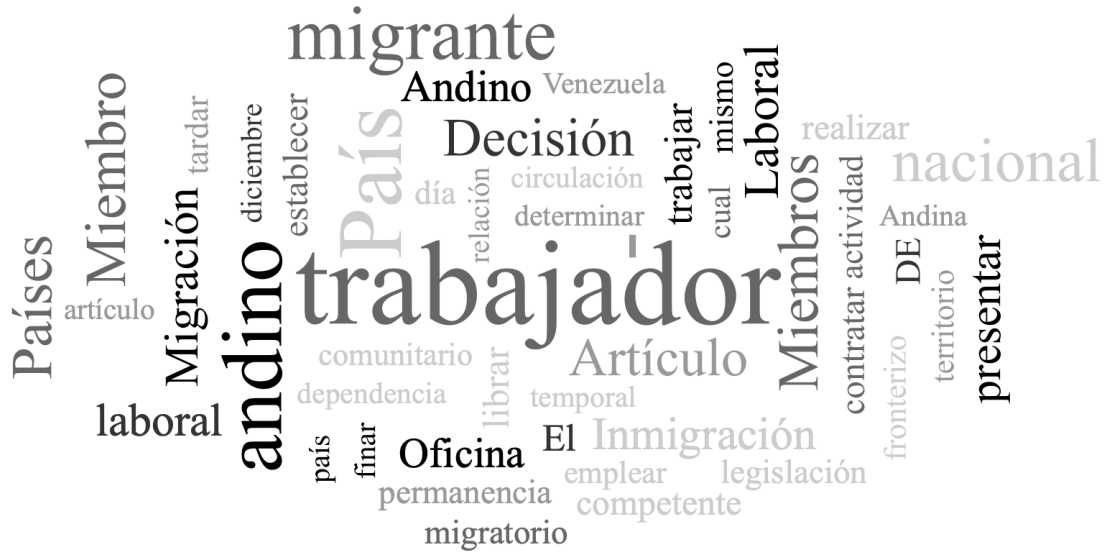 migrante
Andino
Venezuela
Decisión
País
día
relación
circulación
determinar
trabajar
mismo
cual
Laboral
realizar
nacional
Miembro
tardar
diciembre
establecer
Migración
Países
artículo
andino
trabajador
Miembros
contratar
actividad
Andina
DE
territorio
presentar
fronterizo
comunitario
Artículo
dependencia
librar
temporal
laboral
país
finar
Oficina
El
Inmigración
emplear
legislación
permanencia
competente
migratorio